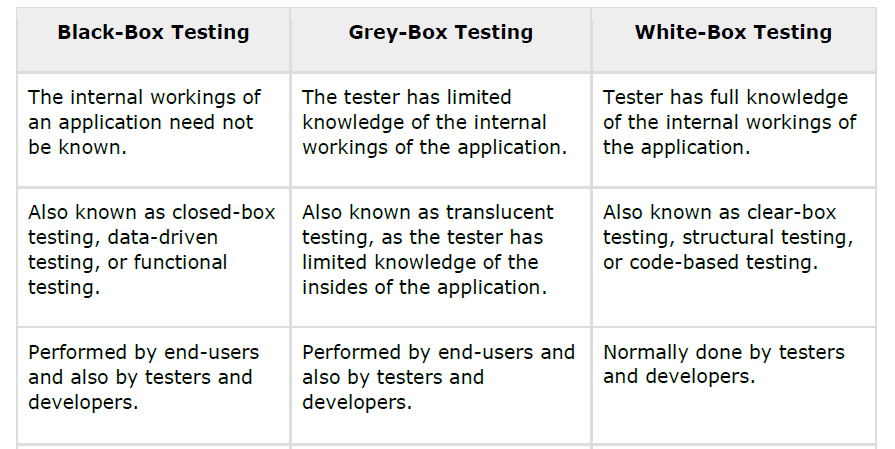 Black-Box Testing
Grey-Box Testing
White-Box Testing
The internal workings of
an application need not
be known.
The tester has limited
knowledge of the internal
workings of the application.
Tester has full knowledge
of the internal workings of
the application.
Also known as closed-box
testing, data-driven
testing, or functional
testing.
Also known as translucent
testing, as the tester has
limited knowledge of the
insides of the application.
Also known as clear-box
testing, structural testing,
or code-based testing.
Performed by end-users
and also by testers and
developers.
Performed by end-users and
also by testers and
developers.
Normally done by testers
and developers.